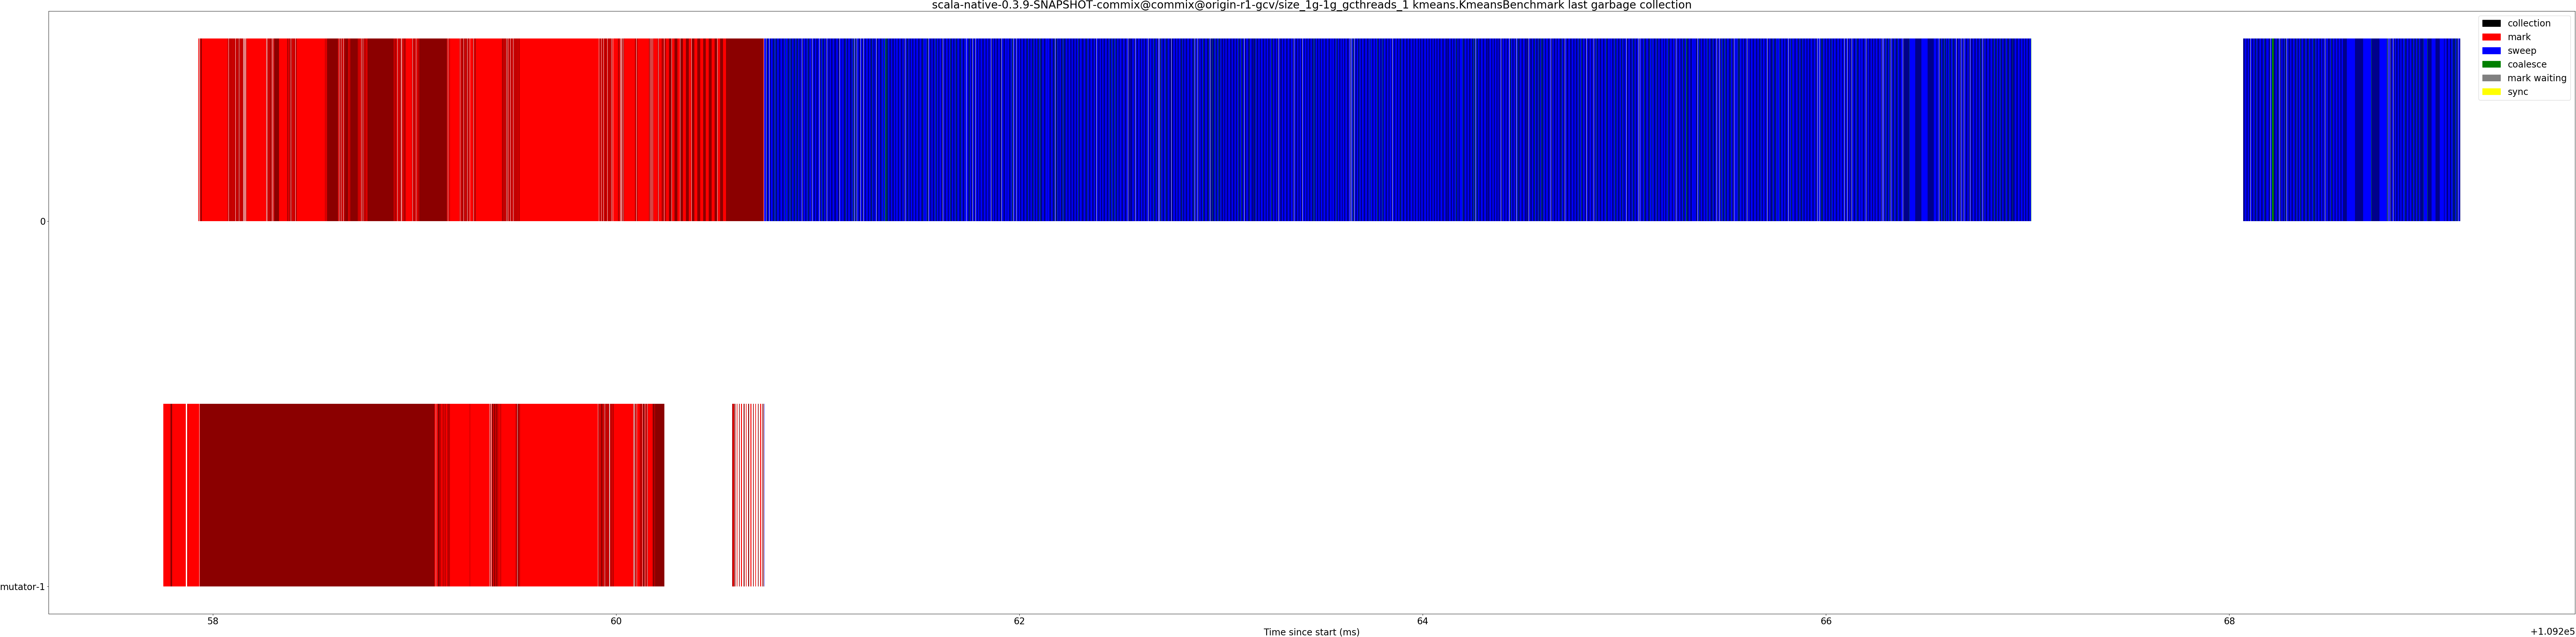 scala-native-0.3.9-SNAPSHOT-commix@commix@origin-r1-gcv/size_1g-1g_gcthreads_1 kmeans.KmeansBenchmark last garbage collection
collection
mark
sweep
coalesce
mark waiting
sync
0
mutator-1
58 60 62 64 66 68
Time since start (ms)
+1.092e5